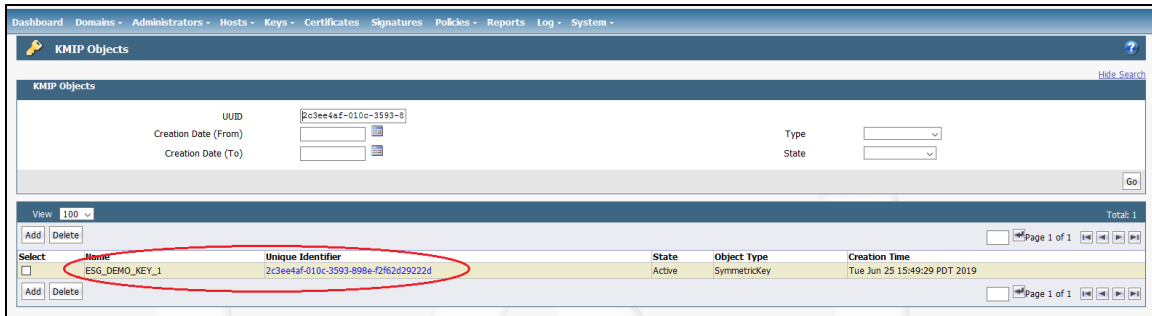 Dashboard Domains - Administrators - Hosts - Keys - Certificates Signatures Policies - Reports Log - System -
KMIP Objects
Hide Search
KMIP Objects
UUID 2c3ee4af-010c-3593-8
Creation Date (From) Type
Creation Date (To) State
Go
View 100 Total: 1
Add Delete Page 1 of 1
Select Name Unique Identifier State Object Type Creation Time
ESG_DEMO_KEY_1 2c3ee4af-010c-3593-898e-f2f62d29222d Active SymmetricKey Tue Jun 25 15:49:29 PDT 2019
Add Delete Page 1 of 1